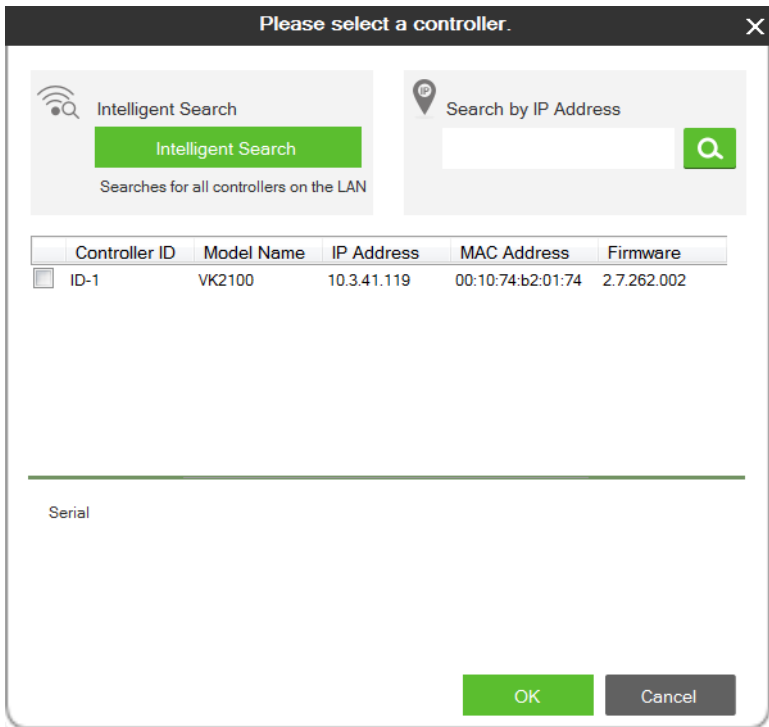 Please select a controller.
Intelligent Search
Intelligent Search
Searches for all controllers on the LAN
IP
Search by IP Address
Controller ID Model Name IP Address MAC Address Firmware
ID-1 VK2100 10.3.41.119 00:10:74:b2:01:74 2.7.262.002
Serial
OK Cancel